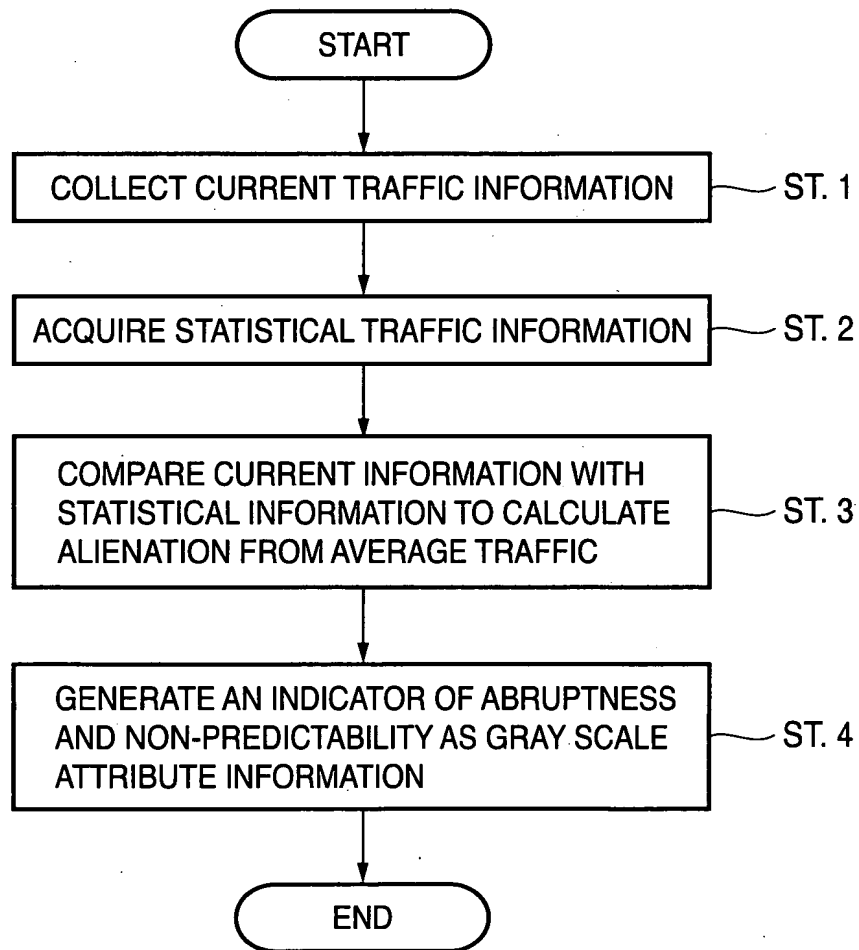 START
COLLECT CURRENT TRAFFIC INFORMATION
ST. 1
ACQUIRE STATISTICAL TRAFFIC INFORMATION
ST. 2
COMPARE CURRENT INFORMATION WITH
STATISTICAL INFORMATION TO CALCULATE
ALIENATION FROM AVERAGE TRAFFIC
ST. 3
GENERATE AN INDICATOR OF ABRUPTNESS
AND NON-PREDICTABILITY AS GRAY SCALE
ATTRIBUTE INFORMATION
ST. 4
END